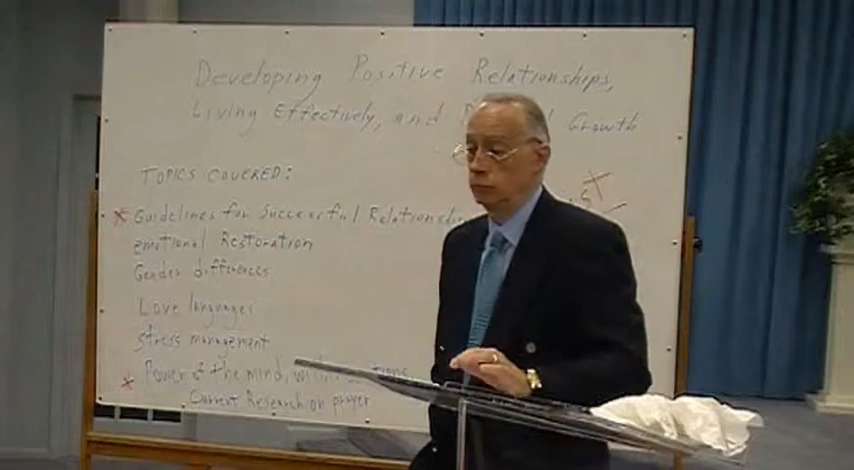 Developing Positive Relationships,
Living Effectively, and Growth
TOPICS COVERED:
Guidelines for Successful
emotional Restoration
Gender differences
Love languages
stress management
Power of the mind,
Current Research on prayer